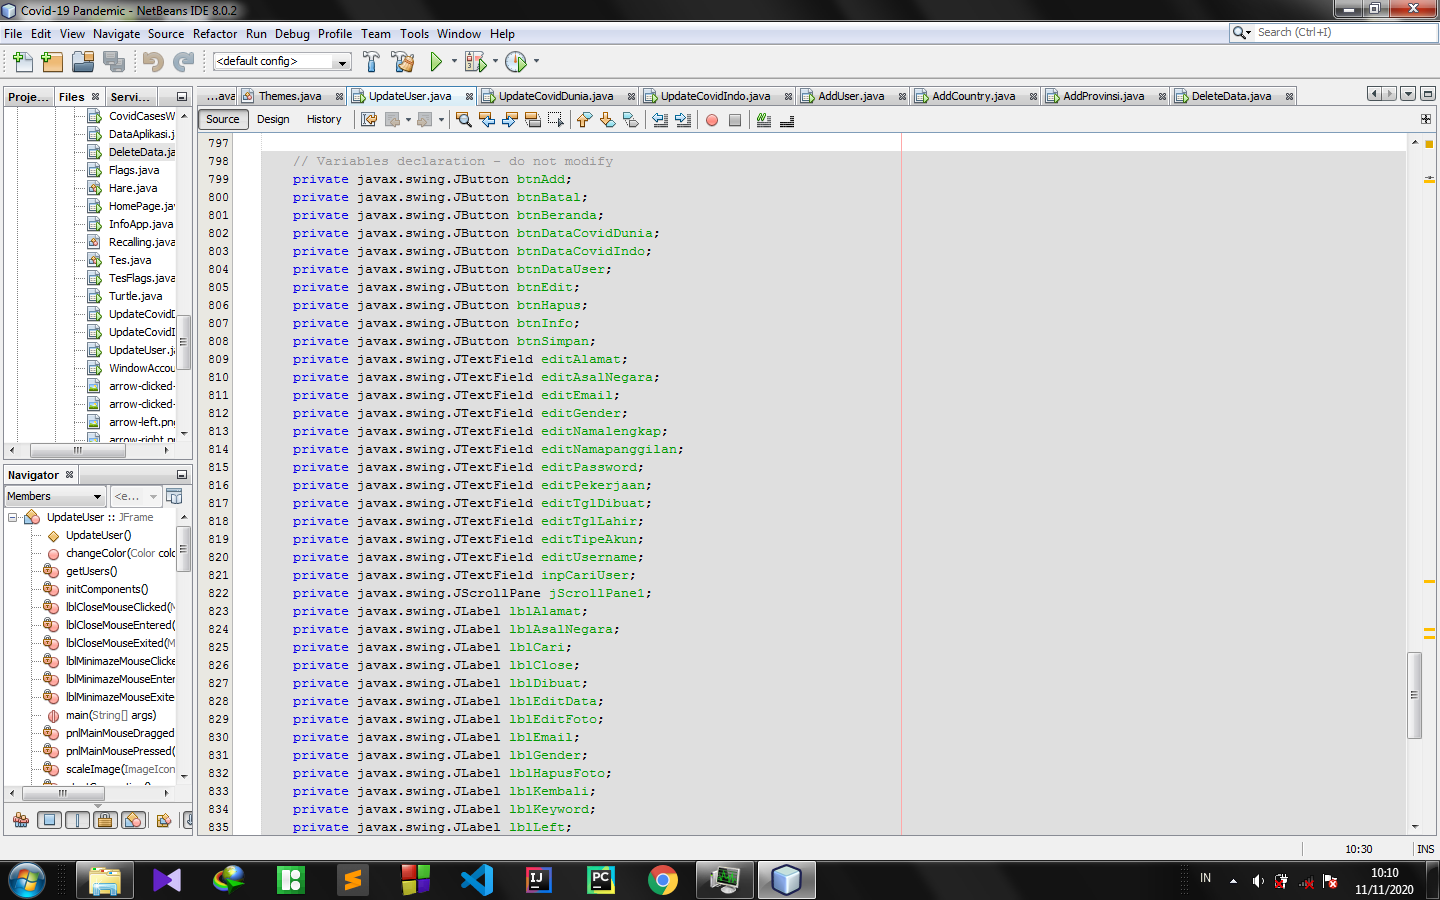 Covid-19 Pandemic - NetBeans IDE 8.0.2
File Edit View Navigate Source Refactor Run Debug Profile Team Tools Window Help
Search (Ctrl+I)
<default config>
Proje... Files Servi...
...ava Themes.java UpdateUser.java UpdateCovidDunia.java UpdateCovidIndo.java AddUser.java AddCountry.java AddProvinsi.java DeleteData.java
Source Design History
CovidCasesW
DataAplikasi.j
DeleteData.ja
Flags.java
Hare.java
HomePage.jav
InfoApp.java
Recalling.java
Tes.java
TesFlags.java
Turtle.java
UpdateCovidD
UpdateCovidI
UpdateUser.ja
WindowAccou
arrow-clicked-
arrow-clicked-
arrow-left.png
arrow-right.pn
Navigator
Members
<e...
UpdateUser :: JFrame
UpdateUser()
changeColor(Color colo
getUsers()
initComponents()
lblCloseMouseClicked(M
lblCloseMouseEntered(
lblCloseMouseExited(M
lblMinimazeMouseClicke
lblMinimazeMouseEnter
lblMinimazeMouseExite
main(String[] args)
pnlMainMouseDragged
pnlMainMousePressed(
scaleImage(ImageIcon
797
798 // Variables declaration - do not modify
799 private javax.swing.JButton btnAdd;
800 private javax.swing.JButton btnBatal;
801 private javax.swing.JButton btnBeranda;
802 private javax.swing.JButton btnDataCovidDunia;
803 private javax.swing.JButton btnDataCovidIndo;
804 private javax.swing.JButton btnDataUser;
805 private javax.swing.JButton btnEdit;
806 private javax.swing.JButton btnHapus;
807 private javax.swing.JButton btnInfo;
808 private javax.swing.JButton btnSimpan;
809 private javax.swing.JTextField editAlamat;
810 private javax.swing.JTextField editAsalNegara;
811 private javax.swing.JTextField editEmail;
812 private javax.swing.JTextField editGender;
813 private javax.swing.JTextField editNamalengkap;
814 private javax.swing.JTextField editNamapanggilan;
815 private javax.swing.JTextField editPassword;
816 private javax.swing.JTextField editPekerjaan;
817 private javax.swing.JTextField editTglDibuat;
818 private javax.swing.JTextField editTglLahir;
819 private javax.swing.JTextField editTipeAkun;
820 private javax.swing.JTextField editUsername;
821 private javax.swing.JTextField inpCariUser;
822 private javax.swing.JScrollPane jScrollPane1;
823 private javax.swing.JLabel lblAlamat;
824 private javax.swing.JLabel lblAsalNegara;
825 private javax.swing.JLabel lblCari;
826 private javax.swing.JLabel lblClose;
827 private javax.swing.JLabel lblDibuat;
828 private javax.swing.JLabel lblEditData;
829 private javax.swing.JLabel lblEditFoto;
830 private javax.swing.JLabel lblEmail;
831 private javax.swing.JLabel lblGender;
832 private javax.swing.JLabel lblHapusFoto;
833 private javax.swing.JLabel lblKembali;
834 private javax.swing.JLabel lblKeyword;
835 private javax.swing.JLabel lblLeft;
10:30 INS
IN
10:10
11/11/2020